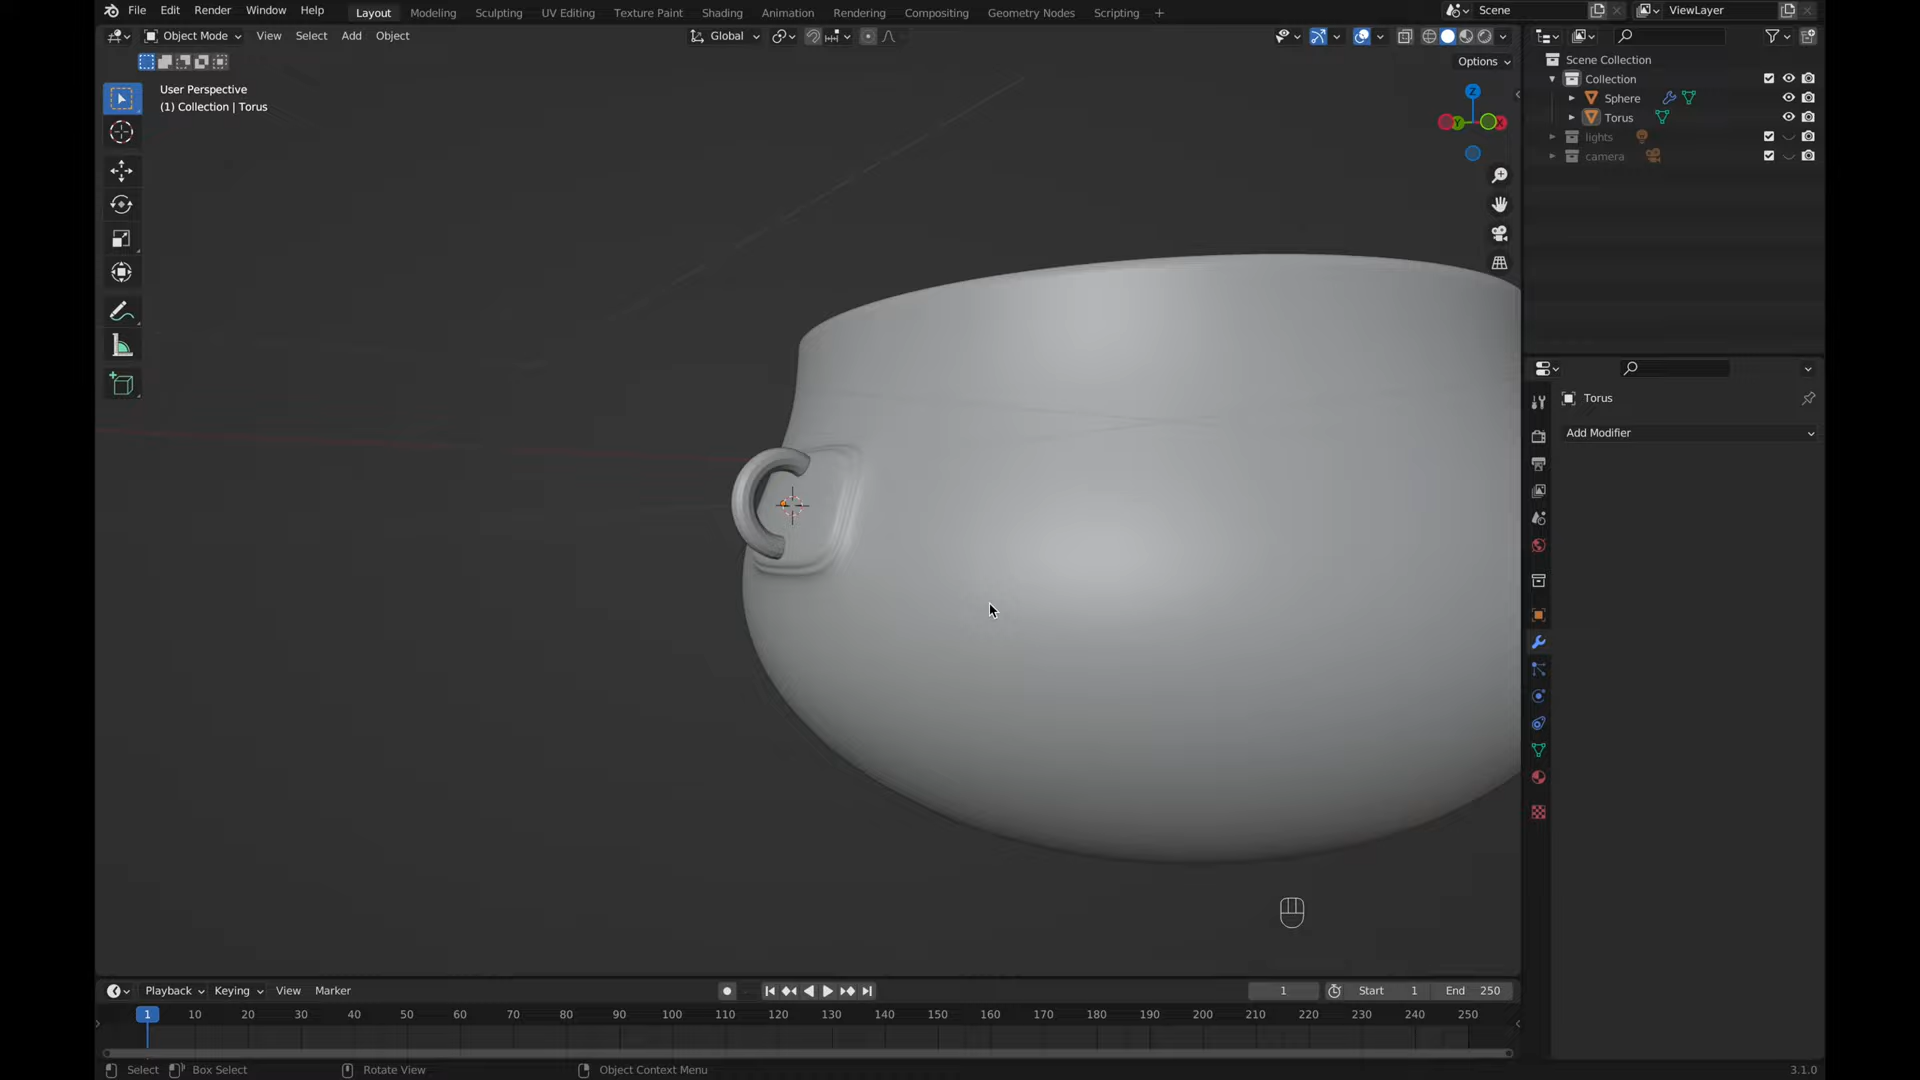 File Edit Render Window Help Layout Modeling Sculpting UV Editing Texture Paint Shading Animation Rendering Compositing Geometry Nodes Scripting + Scene ViewLayer
Object Mode View Select Add Object Global
Options
User Perspective
(1) Collection | Torus
Z
Y
X
Scene Collection
Collection
Sphere
Torus
lights
camera
Torus
Add Modifier
Playback Keying View Marker 1 Start 1 End 250
1 10 20 30 40 50 60 70 80 90 100 110 120 130 140 150 160 170 180 190 200 210 220 230 240 250
Select Box Select Rotate View Object Context Menu 3.1.0